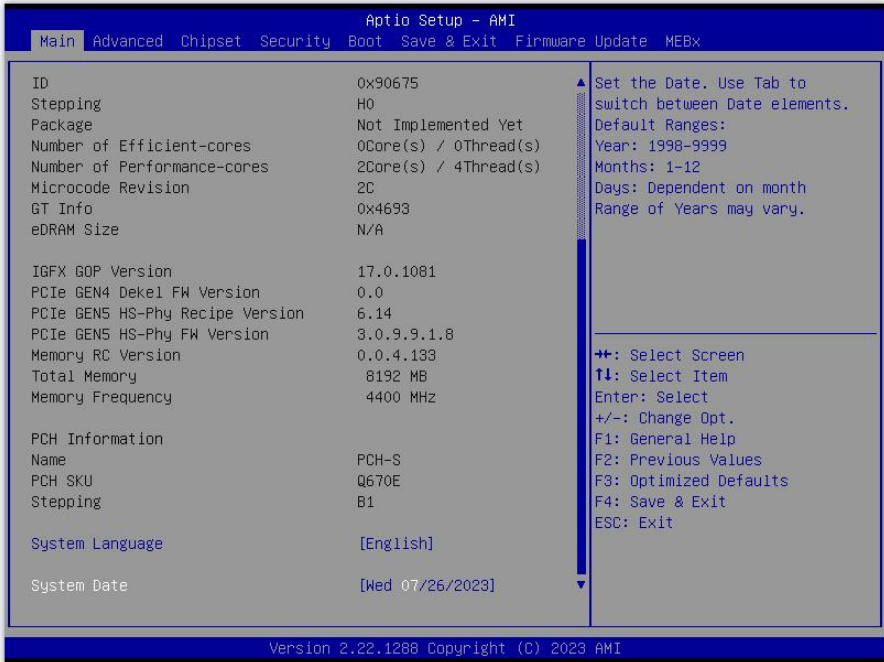 Aptio Setup – AMI
Main Advanced Chipset Security Boot Save & Exit Firmware Update MEBx
ID 0x90675
Stepping H0
Package Not Implemented Yet
Number of Efficient-cores 0Core(s) / 0Thread(s)
Number of Performance-cores 2Core(s) / 4Thread(s)
Microcode Revision 2C
GT Info 0x4693
eDRAM Size N/A
IGFX GOP Version 17.0.1081
PCIe GEN4 Dekel FW Version 0.0
PCIe GEN5 HS-Phy Recipe Version 6.14
PCIe GEN5 HS-Phy FW Version 3.0.9.9.1.8
Memory RC Version 0.0.4.133
Total Memory 8192 MB
Memory Frequency 4400 MHz
PCH Information
Name PCH-S
PCH SKU Q670E
Stepping B1
System Language [English]
System Date [Wed 07/26/2023]
Set the Date. Use Tab to
switch between Date elements.
Default Ranges:
Year: 1998-9999
Months: 1-12
Days: Dependent on month
Range of Years may vary.
→←: Select Screen
↑↓: Select Item
Enter: Select
+/-: Change Opt.
F1: General Help
F2: Previous Values
F3: Optimized Defaults
F4: Save & Exit
ESC: Exit
Version 2.22.1288 Copyright (C) 2023 AMI